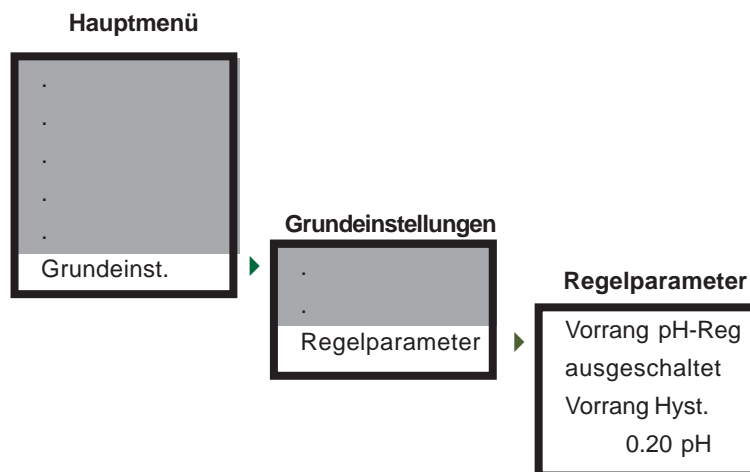 Hauptmenü
.
.
.
.
.
Grundeinst.
Grundeinstellungen
.
.
Regelparameter
Regelparameter
Vorrang pH-Reg
ausgeschaltet
Vorrang Hyst.
0.20 pH